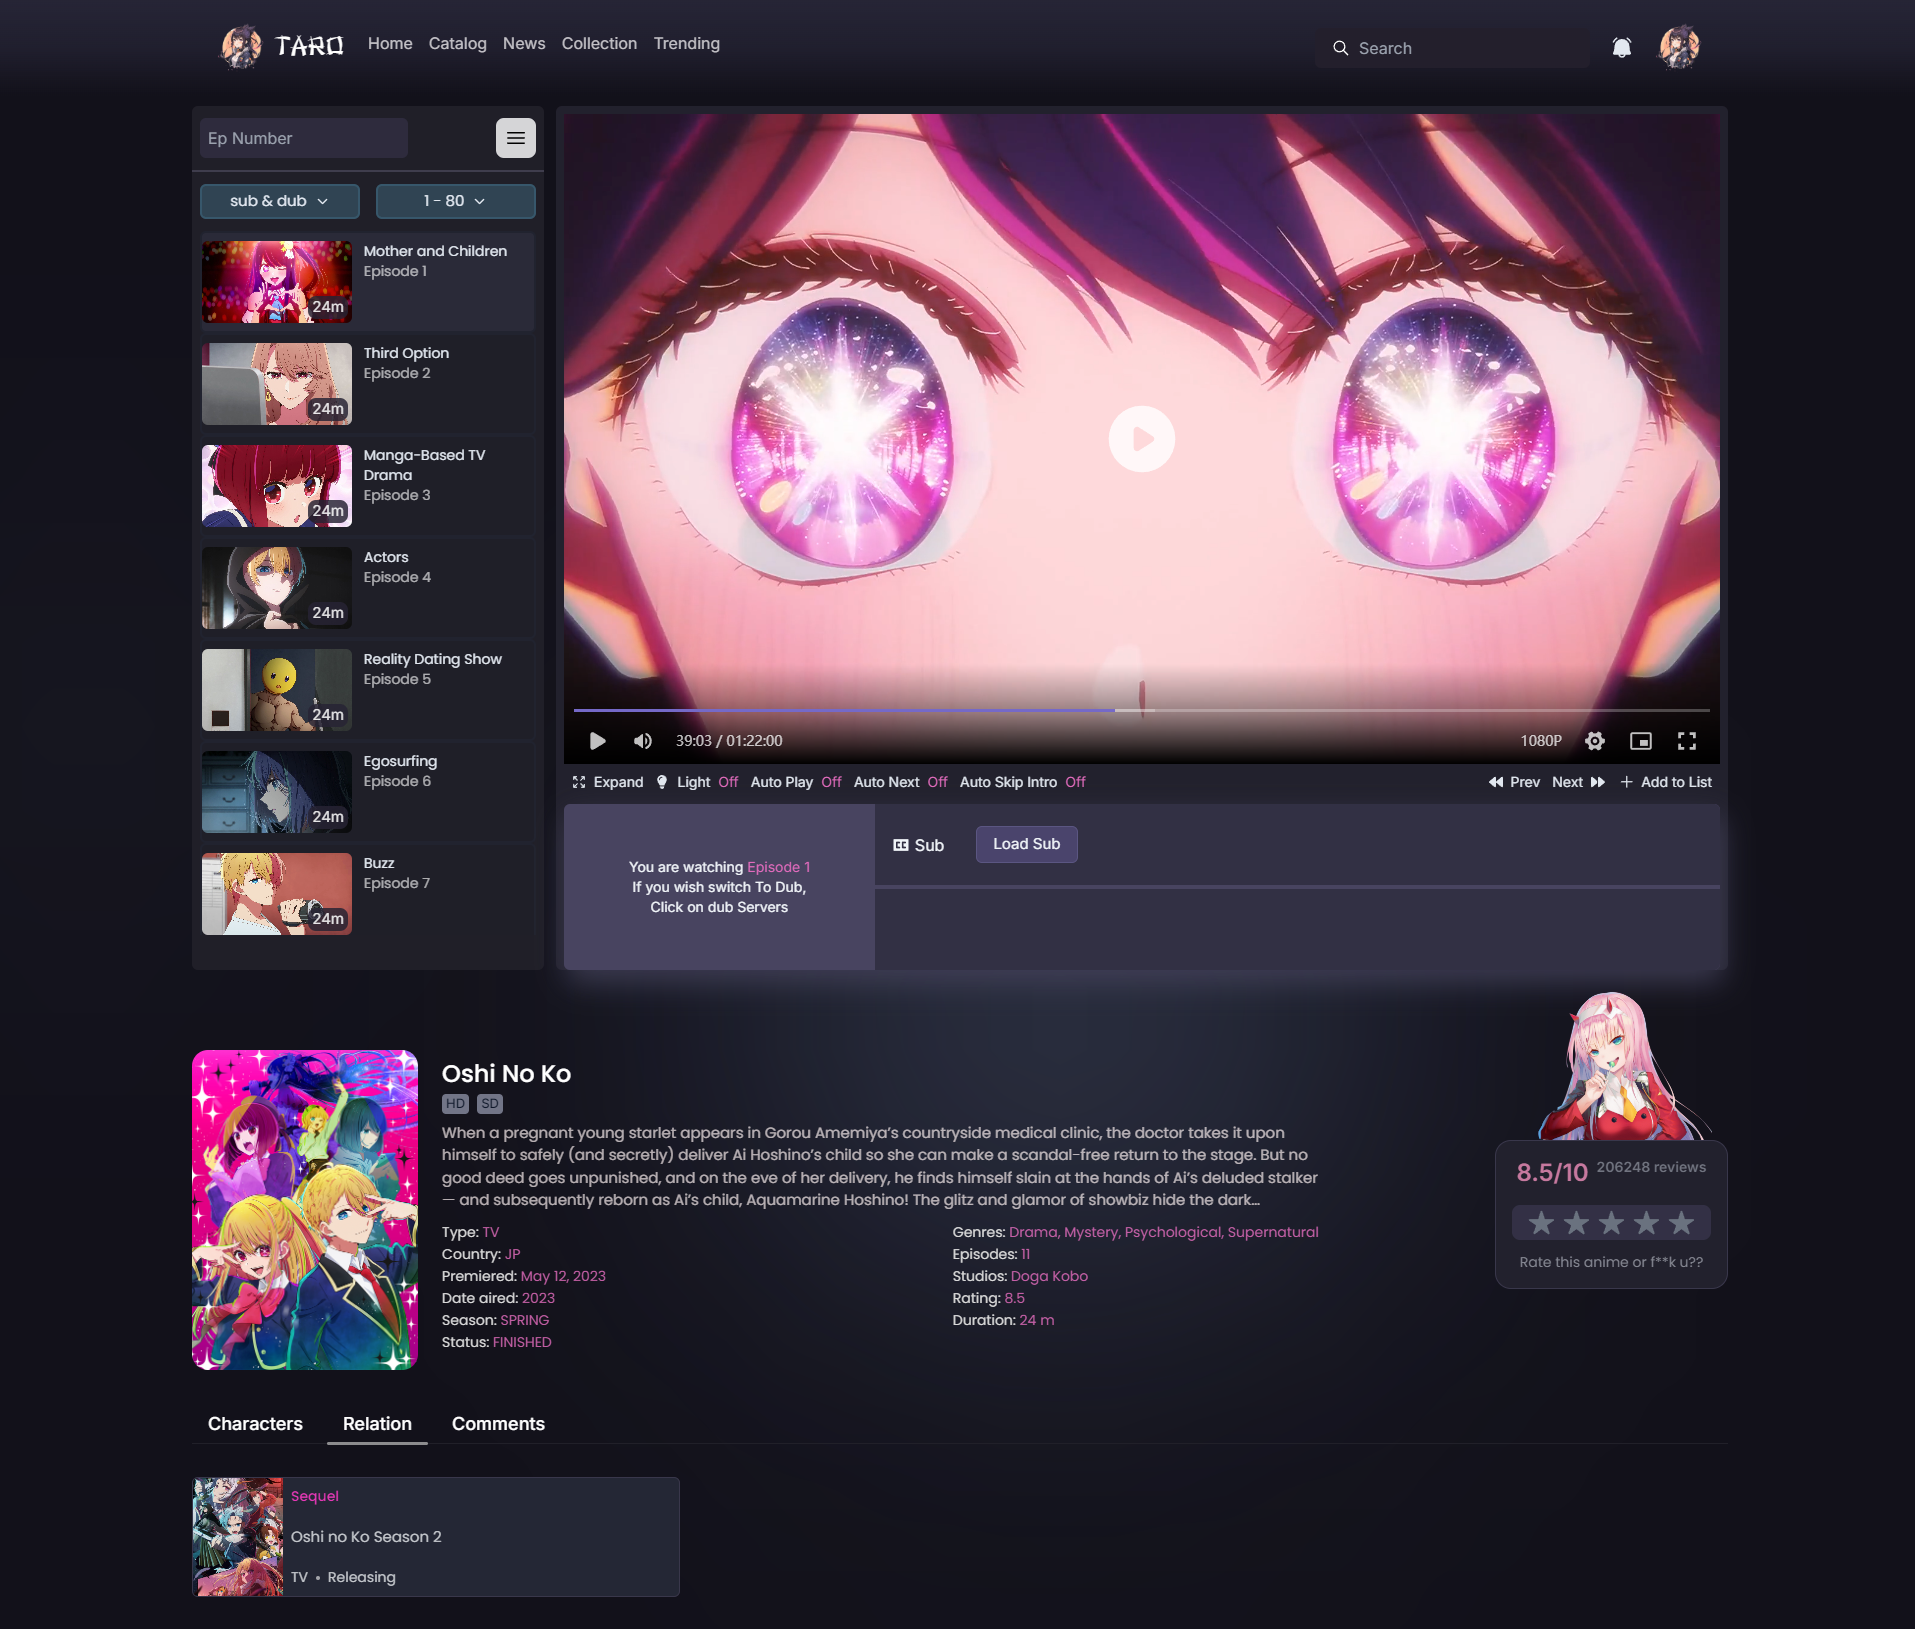 TARO
Home Catalog News Collection Trending
Search
Ep Number
sub & dub
1 - 80
24m
Mother and Children
Episode 1
24m
Third Option
Episode 2
24m
Manga-Based TV
Drama
Episode 3
24m
Actors
Episode 4
24m
Reality Dating Show
Episode 5
24m
Egosurfing
Episode 6
24m
Buzz
Episode 7
39:03 / 01:22:00
1080P
Expand Light Off Auto Play Off Auto Next Off Auto Skip Intro Off
Prev Next Add to List
You are watching Episode 1
If you wish switch To Dub,
Click on dub Servers
CC Sub
Load Sub
Oshi No Ko
HD SD
When a pregnant young starlet appears in Gorou Amemiya’s countryside medical clinic, the doctor takes it upon
himself to safely (and secretly) deliver Ai Hoshino’s child so she can make a scandal-free return to the stage. But no
good deed goes unpunished, and on the eve of her delivery, he finds himself slain at the hands of Ai’s deluded stalker
— and subsequently reborn as Ai’s child, Aquamarine Hoshino! The glitz and glamor of showbiz hide the dark...
Type: TV
Country: JP
Premiered: May 12, 2023
Date aired: 2023
Season: SPRING
Status: FINISHED
Genres: Drama, Mystery, Psychological, Supernatural
Episodes: 11
Studios: Doga Kobo
Rating: 8.5
Duration: 24 m
8.5/10 206248 reviews
Rate this anime or f**k u??
Characters Relation Comments
Sequel
Oshi no Ko Season 2
TV • Releasing